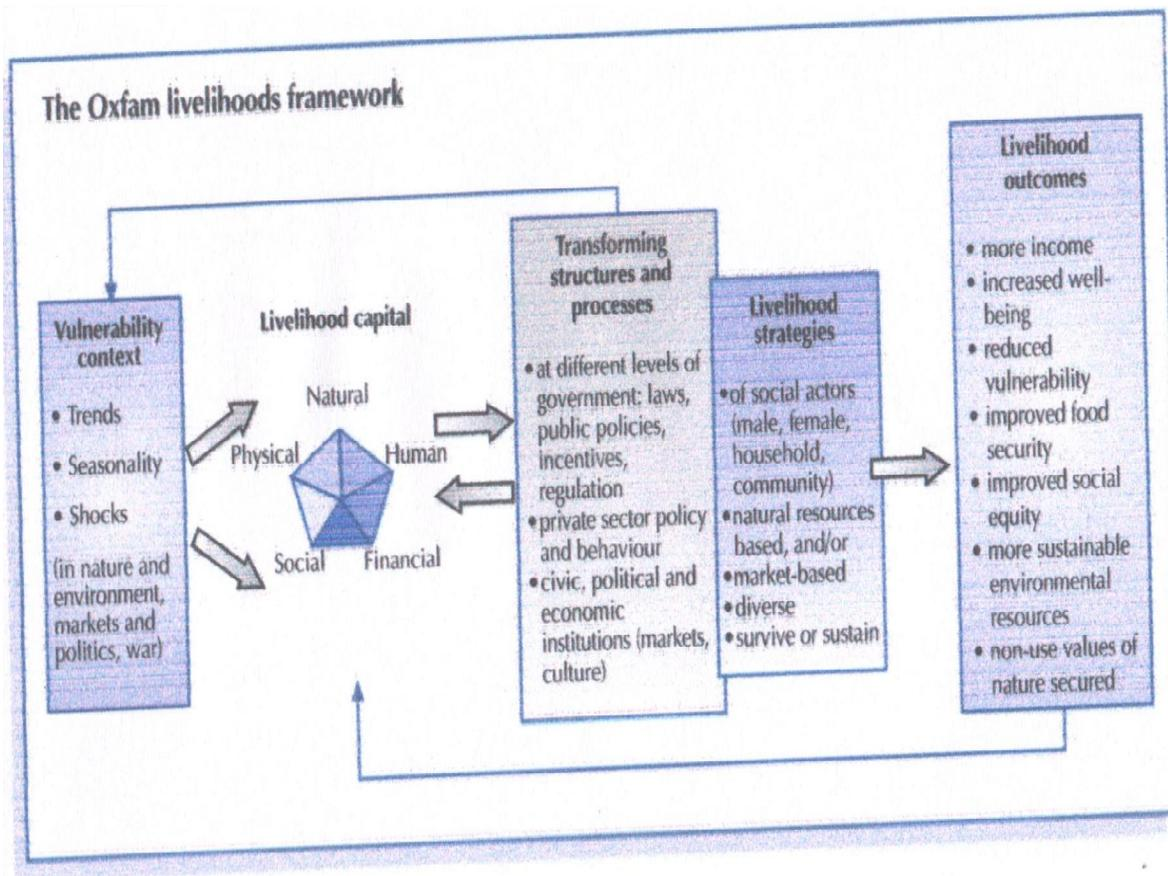 The Oxfam livelihoods framework
Vulnerability
context
• Trends
• Seasonality
• Shocks
(in nature and
environment,
markets and
politics, war)
Livelihood capital
Natural
Physical
Human
Social
Financial
Transforming
structures and
processes
• at different levels of
government: laws,
public policies,
incentives,
regulation
• private sector policy
and behaviour
• civic, political and
economic
institutions (markets,
culture)
Livelihood
strategies
• of social actors
(male, female,
household,
community)
• natural resources
based, and/or
• market-based
• diverse
• survive or sustain
Livelihood
outcomes
• more income
• increased well-
being
• reduced
vulnerability
• improved food
security
• improved social
equity
• more sustainable
environmental
resources
• non-use values of
nature secured